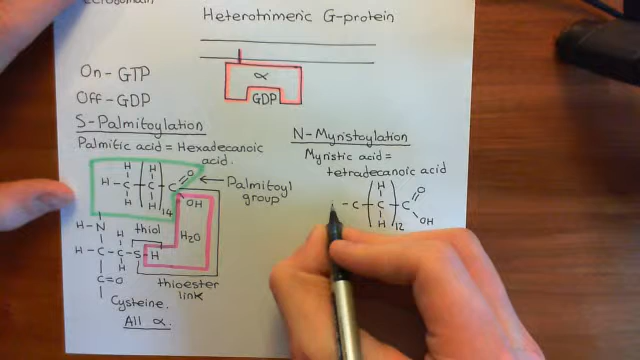 ectodomain
Heterotrimeric G-protein
On - GTP
Off - GDP
α
GDP
S-Palmitoylation
Palmitic acid = Hexadecanoic
acid.
H H
H - C - C - C = O
H H 14 OH
← Palmitoyl
group
H - N H thiol H₂O
H - C - C - S - H
H
C = O
thioester
link
Cysteine.
All α.
N-Myristoylation
Myristic acid =
tetradecanoic acid
H
- C - C - C = O
H 12 OH